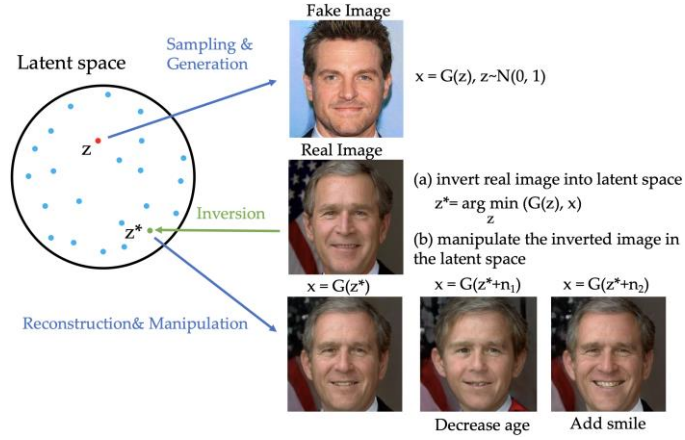 Fake Image
Sampling &
Generation
Latent space
x = G(z), z~N(0, 1)
z
Real Image
(a) invert real image into latent space
z*= arg min (G(z), x)
z
Inversion
z*
(b) manipulate the inverted image in
the latent space
x = G(z*)
x = G(z*+n₁)
x = G(z*+n₂)
Reconstruction& Manipulation
Decrease age
Add smile